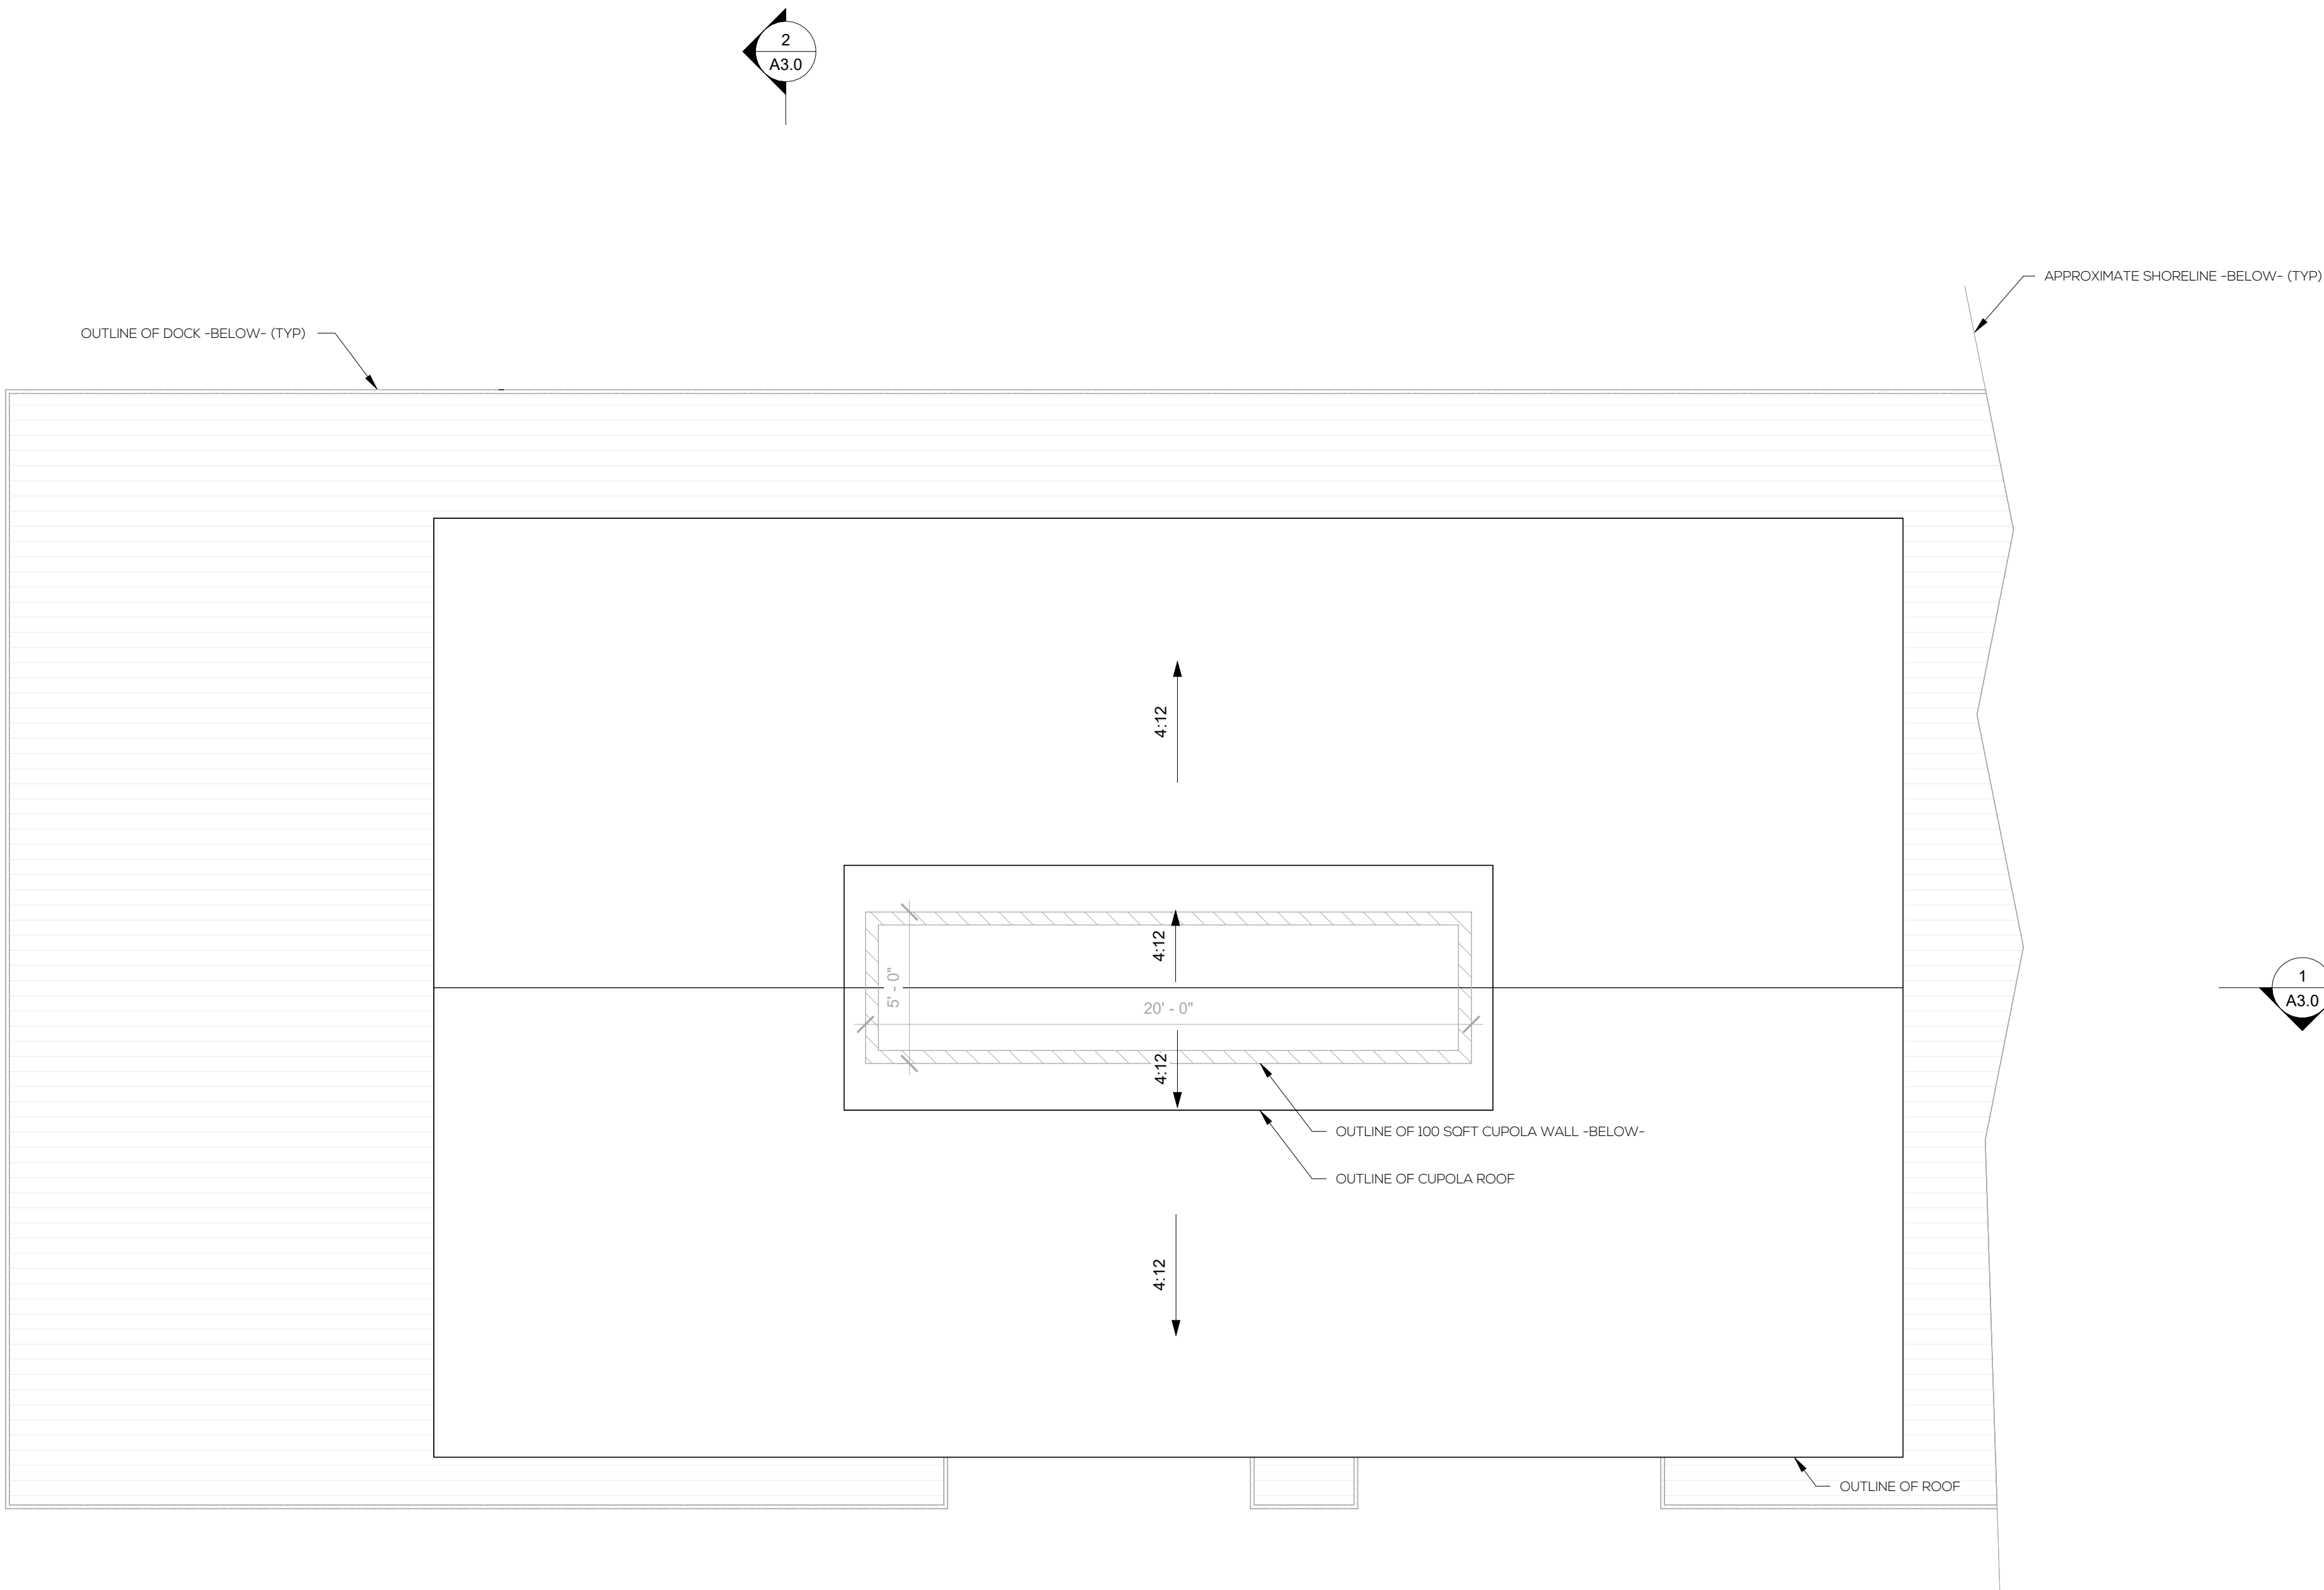 2
A3.0
APPROXIMATE SHORELINE -BELOW- (TYP)
OUTLINE OF DOCK -BELOW- (TYP)
4:12
4:12
5' - 0"
20' - 0"
1
A3.0
4:12
OUTLINE OF 100 SQFT CUPOLA WALL -BELOW-
OUTLINE OF CUPOLA ROOF
4:12
OUTLINE OF ROOF